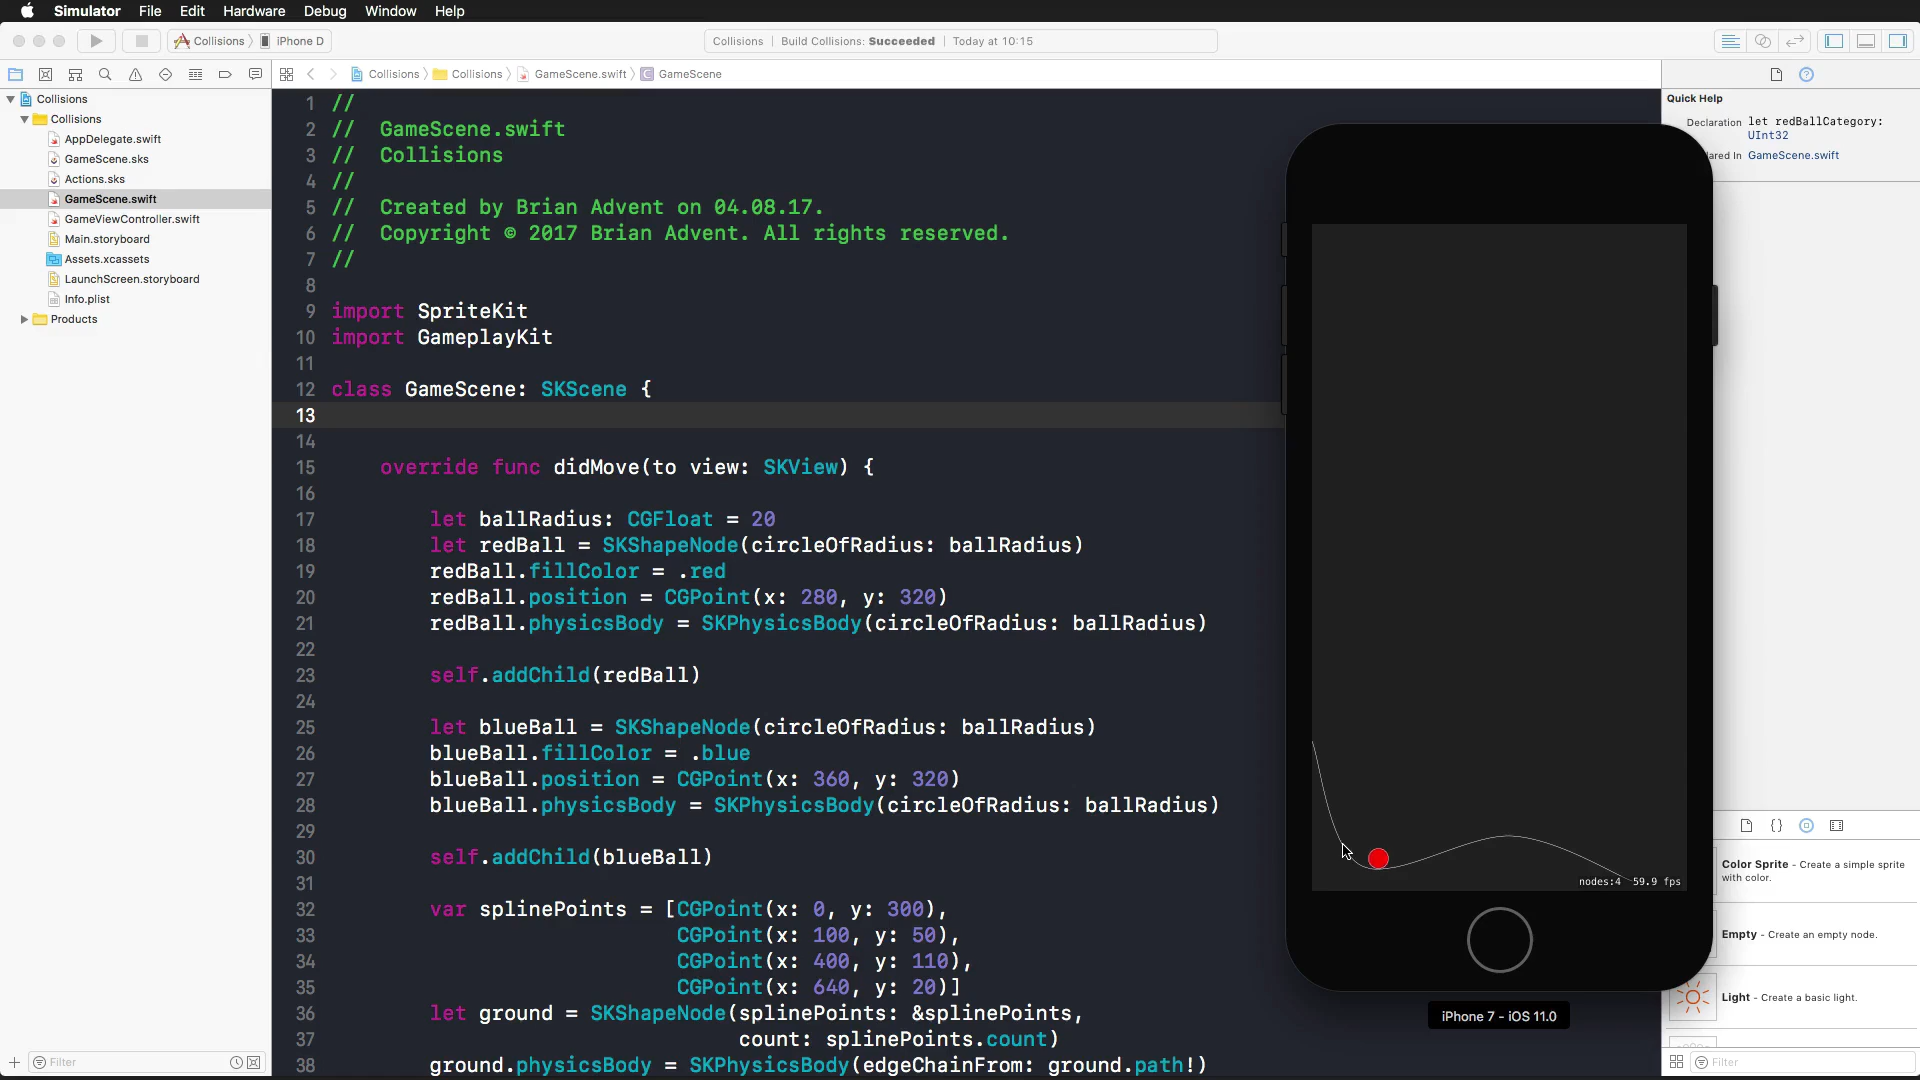 Simulator File Edit Hardware Debug Window Help
Collisions iPhone D
Collisions | Build Collisions: Succeeded | Today at 10:15
Collisions Collisions GameScene.swift C GameScene
Collisions
Collisions
AppDelegate.swift
GameScene.sks
Actions.sks
GameScene.swift
GameViewController.swift
Main.storyboard
Assets.xcassets
LaunchScreen.storyboard
Info.plist
Products
Filter
1 //
2 // GameScene.swift
3 // Collisions
4 //
5 // Created by Brian Advent on 04.08.17.
6 // Copyright © 2017 Brian Advent. All rights reserved.
7 //
8
9 import SpriteKit
10 import GameplayKit
11
12 class GameScene: SKScene {
13
14
15 override func didMove(to view: SKView) {
16
17 let ballRadius: CGFloat = 20
18 let redBall = SKShapeNode(circleOfRadius: ballRadius)
19 redBall.fillColor = .red
20 redBall.position = CGPoint(x: 280, y: 320)
21 redBall.physicsBody = SKPhysicsBody(circleOfRadius: ballRadius)
22
23 self.addChild(redBall)
24
25 let blueBall = SKShapeNode(circleOfRadius: ballRadius)
26 blueBall.fillColor = .blue
27 blueBall.position = CGPoint(x: 360, y: 320)
28 blueBall.physicsBody = SKPhysicsBody(circleOfRadius: ballRadius)
29
30 self.addChild(blueBall)
31
32 var splinePoints = [CGPoint(x: 0, y: 300),
33 CGPoint(x: 100, y: 50),
34 CGPoint(x: 400, y: 110),
35 CGPoint(x: 640, y: 20)]
36 let ground = SKShapeNode(splinePoints: &splinePoints,
37 count: splinePoints.count)
38 ground.physicsBody = SKPhysicsBody(edgeChainFrom: ground.path!)
nodes:4 59.9 fps
iPhone 7 - iOS 11.0
Quick Help
Declaration let redBallCategory:
UInt32
ared In GameScene.swift
{}
Color Sprite - Create a simple sprite
with color.
Empty - Create an empty node.
Light - Create a basic light.
Filter